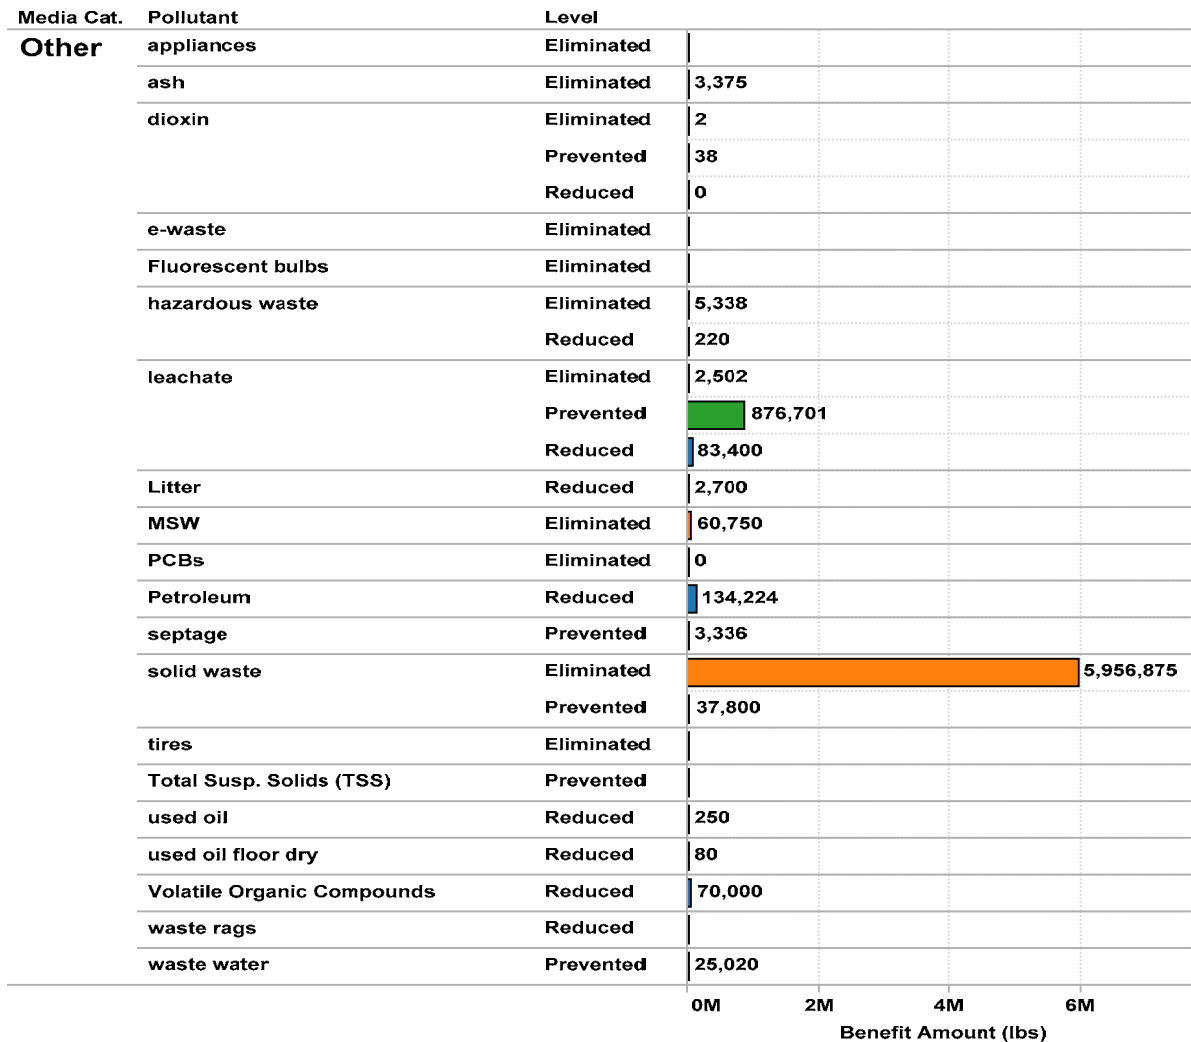 Media Cat. Pollutant Level
Other appliances Eliminated
ash Eliminated 3,375
dioxin Eliminated 2
Prevented 38
Reduced 0
e-waste Eliminated
Fluorescent bulbs Eliminated
hazardous waste Eliminated 5,338
Reduced 220
leachate Eliminated 2,502
Prevented 876,701
Reduced 83,400
Litter Reduced 2,700
MSW Eliminated 60,750
PCBs Eliminated 0
Petroleum Reduced 134,224
septage Prevented 3,336
solid waste Eliminated 5,956,875
Prevented 37,800
tires Eliminated
Total Susp. Solids (TSS) Prevented
used oil Reduced 250
used oil floor dry Reduced 80
Volatile Organic Compounds Reduced 70,000
waste rags Reduced
waste water Prevented 25,020
0M 2M 4M 6M
Benefit Amount (lbs)